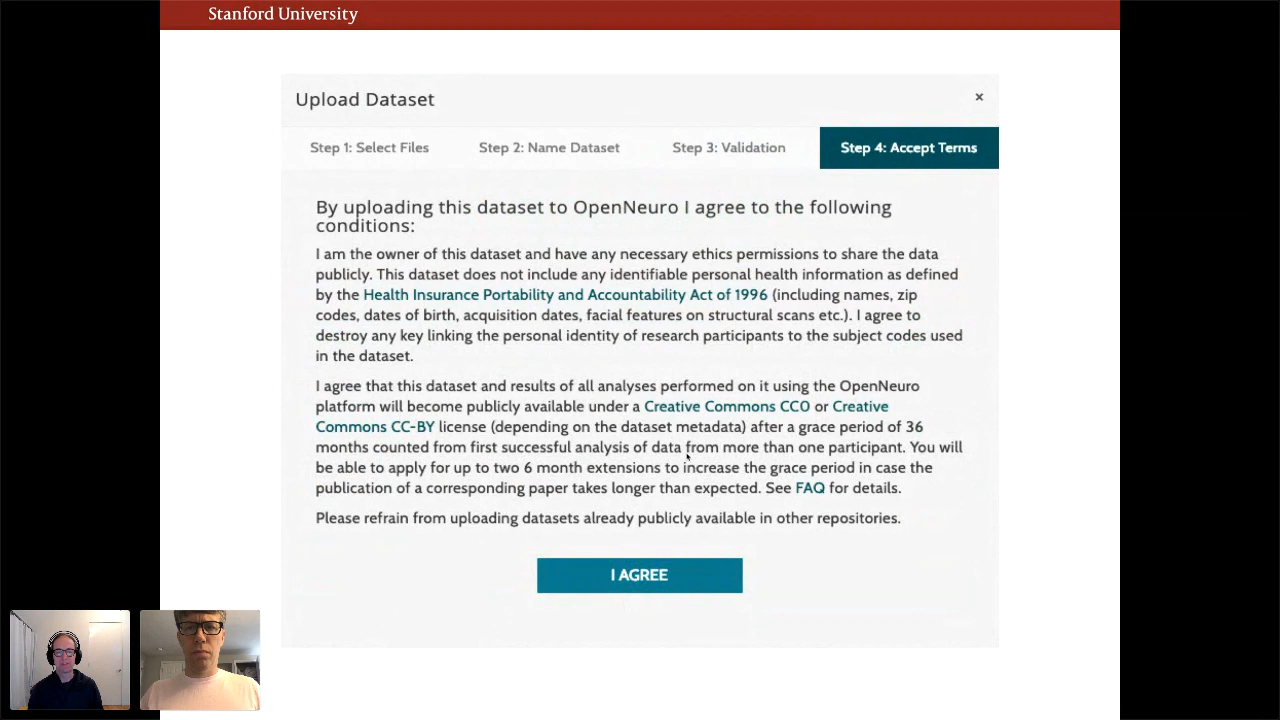 Stanford University
Upload Dataset
×
Step 1: Select Files
Step 2: Name Dataset
Step 3: Validation
Step 4: Accept Terms
By uploading this dataset to OpenNeuro I agree to the following
conditions:
I am the owner of this dataset and have any necessary ethics permissions to share the data
publicly. This dataset does not include any identifiable personal health information as defined
by the Health Insurance Portability and Accountability Act of 1996 (including names, zip
codes, dates of birth, acquisition dates, facial features on structural scans etc.). I agree to
destroy any key linking the personal identity of research participants to the subject codes used
in the dataset.
I agree that this dataset and results of all analyses performed on it using the OpenNeuro
platform will become publicly available under a Creative Commons CC0 or Creative
Commons CC-BY license (depending on the dataset metadata) after a grace period of 36
months counted from first successful analysis of data from more than one participant. You will
be able to apply for up to two 6 month extensions to increase the grace period in case the
publication of a corresponding paper takes longer than expected. See FAQ for details.
Please refrain from uploading datasets already publicly available in other repositories.
I AGREE